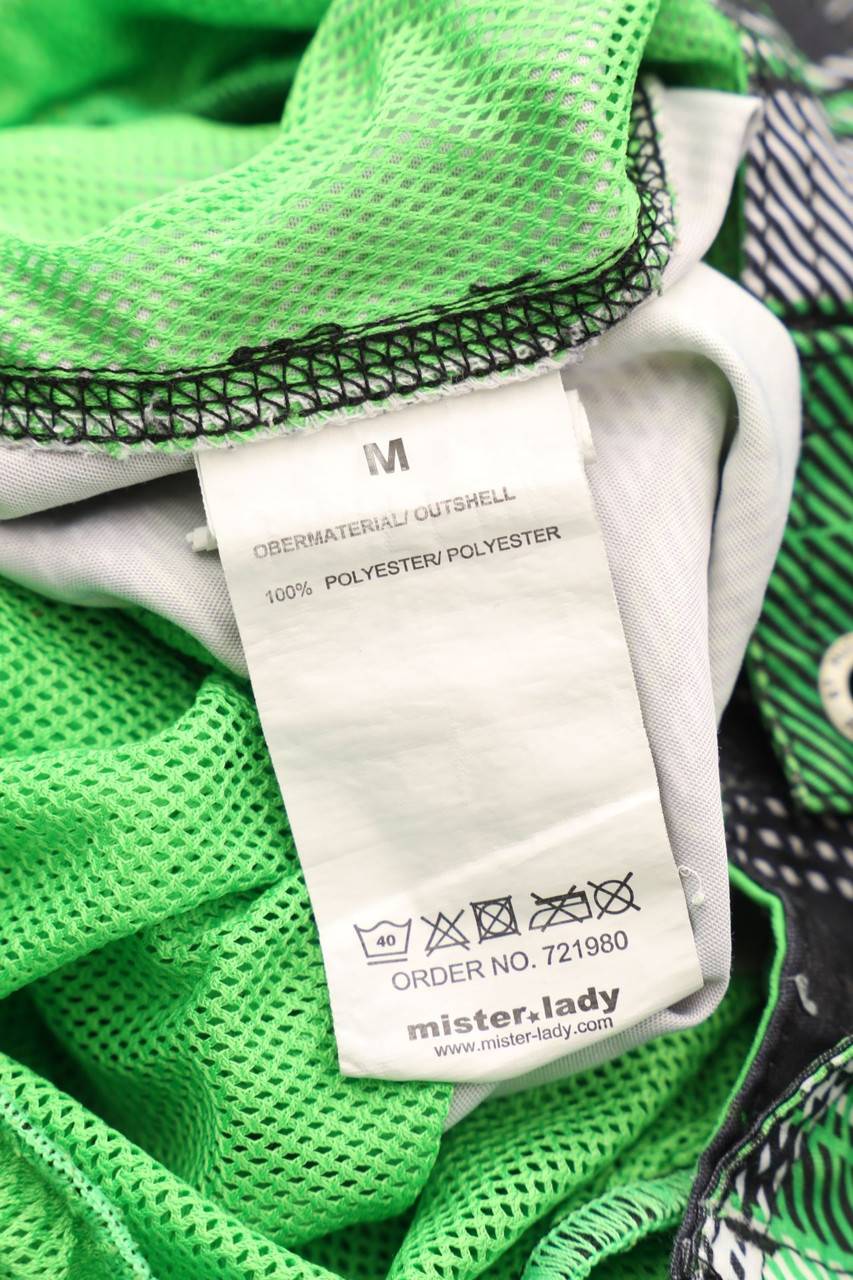 M
OBERMATERIAL/ OUTSHELL
100% POLYESTER/ POLYESTER
40
ORDER NO. 721980
mister★lady
www.mister-lady.com